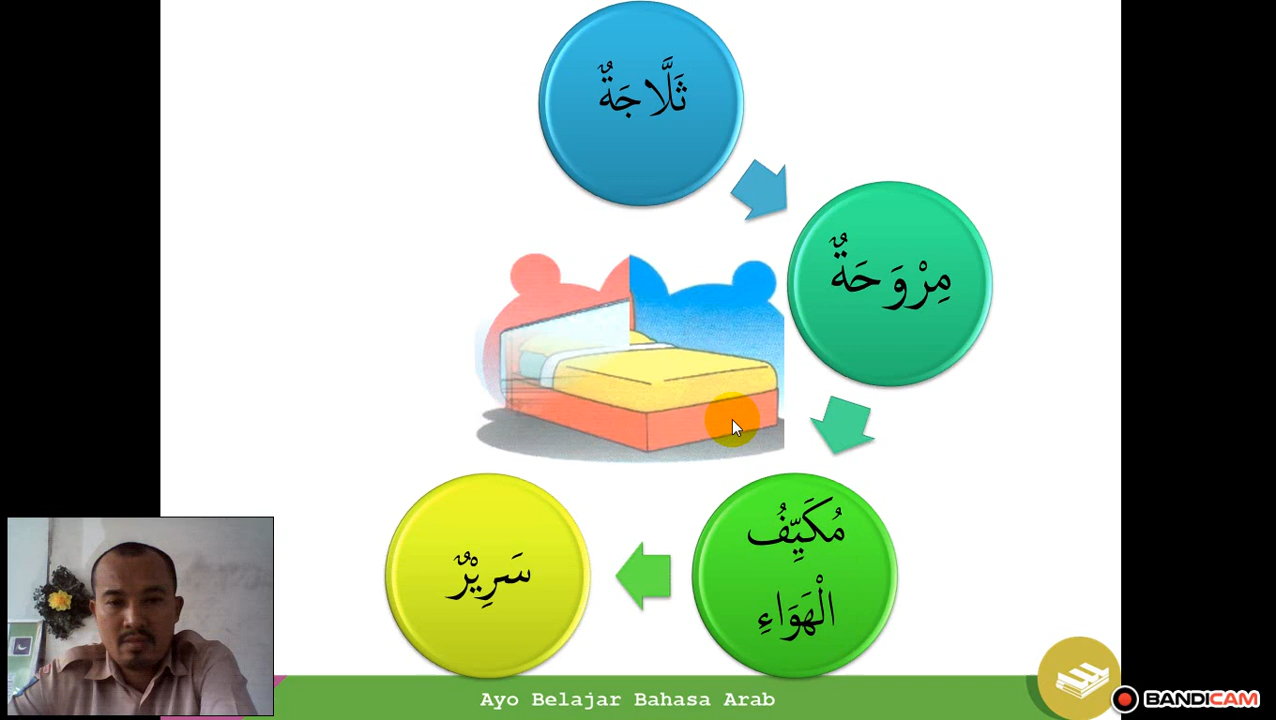 ثَلَّاجَةٌ
مِرْوَحَةٌ
مُكَيِّفُ
الْهَوَاءِ
سَرِيْرٌ
Ayo Belajar Bahasa Arab
BANDICAM